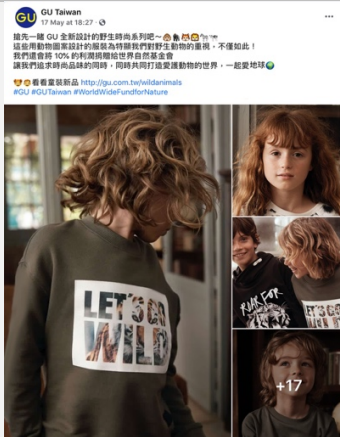 GU
GU Taiwan
17 May at 18:27 ·
搶先一睹 GU 全新設計的野生時尚系列吧～
這些用動物圖案設計的服裝為特顯我們對野生動物的重視，不僅如此！
我們還會將 10% 的利潤捐贈給世界自然基金會
讓我們追求時尚品味的同時，同時共同打造愛護動物的世界，一起愛地球
看看童裝新品 http://gu.com.tw/wildanimals
#GU #GUTaiwan #WorldWideFundforNature
LET'S GO
WILD
ROAR FOR
+17